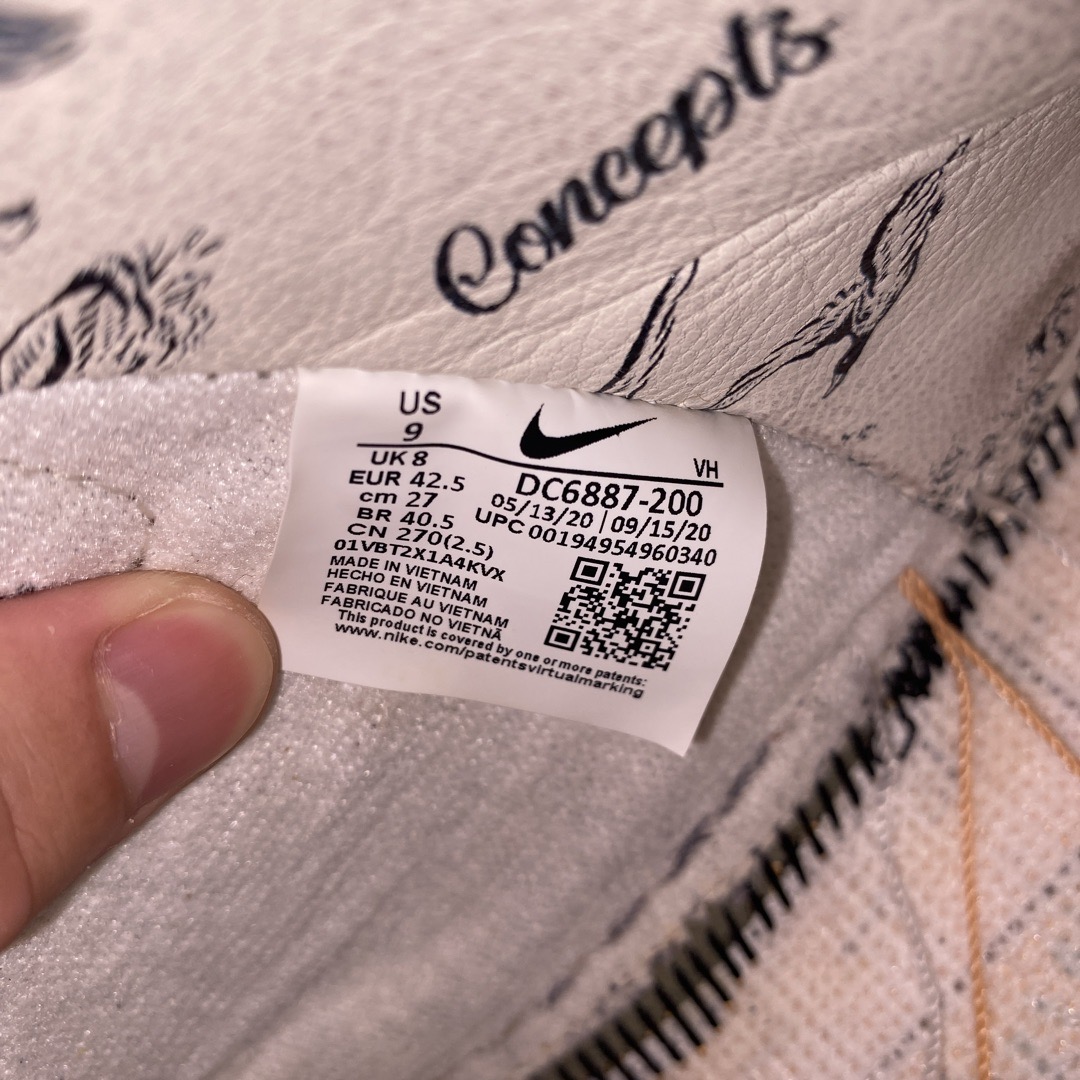 Concepts
US
9
UK 8
EUR 42.5
cm 27
BR 40.5
CN 270(2.5)
01VBT2X1A4KVX
MADE IN VIETNAM
HECHO EN VIETNAM
FABRIQUE AU VIETNAM
FABRICADO NO VIETNÃ
This product is covered by one or more patents:
www.nike.com/patentsvirtualmarking
VH
DC6887-200
05/13/20 | 09/15/20
UPC 00194954960340